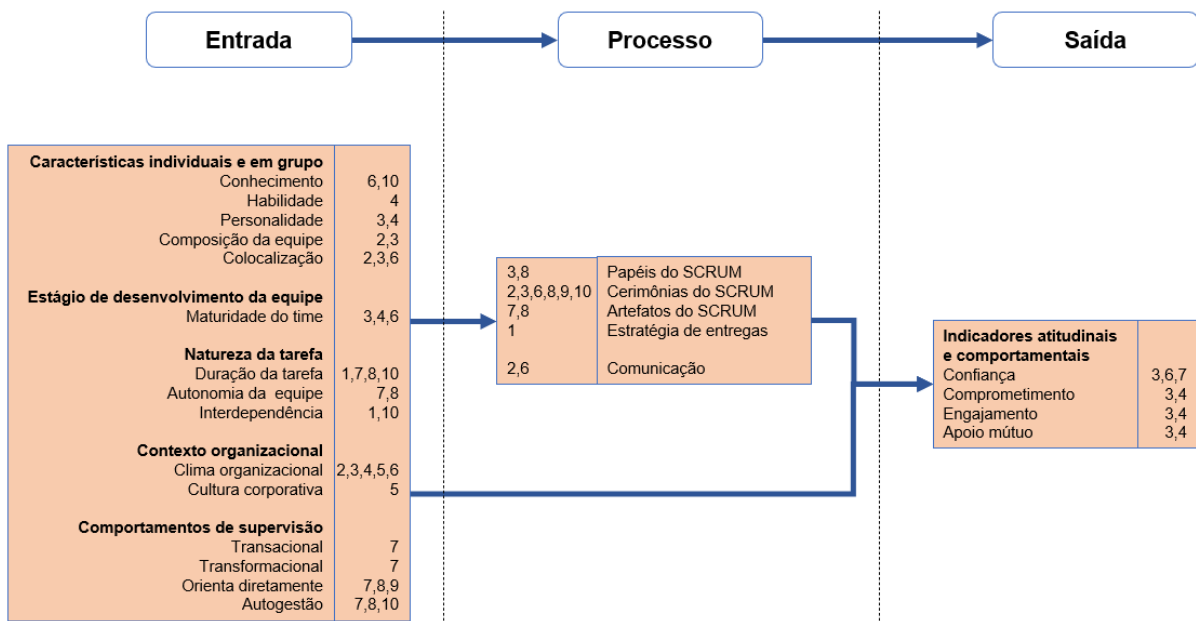 Entrada
Processo
Saída
Características individuais e em grupo
Conhecimento 6,10
Habilidade 4
Personalidade 3,4
Composição da equipe 2,3
Colocalização 2,3,6
Estágio de desenvolvimento da equipe
Maturidade do time 3,4,6
Natureza da tarefa
Duração da tarefa 1,7,8,10
Autonomia da equipe 7,8
Interdependência 1,10
Contexto organizacional
Clima organizacional 2,3,4,5,6
Cultura corporativa 5
Comportamentos de supervisão
Transacional 7
Transformacional 7
Orienta diretamente 7,8,9
Autogestão 7,8,10
3,8 Papéis do SCRUM
2,3,6,8,9,10 Cerimônias do SCRUM
7,8 Artefatos do SCRUM
1 Estratégia de entregas
2,6 Comunicação
Indicadores atitudinais
e comportamentais
Confiança 3,6,7
Comprometimento 3,4
Engajamento 3,4
Apoio mútuo 3,4